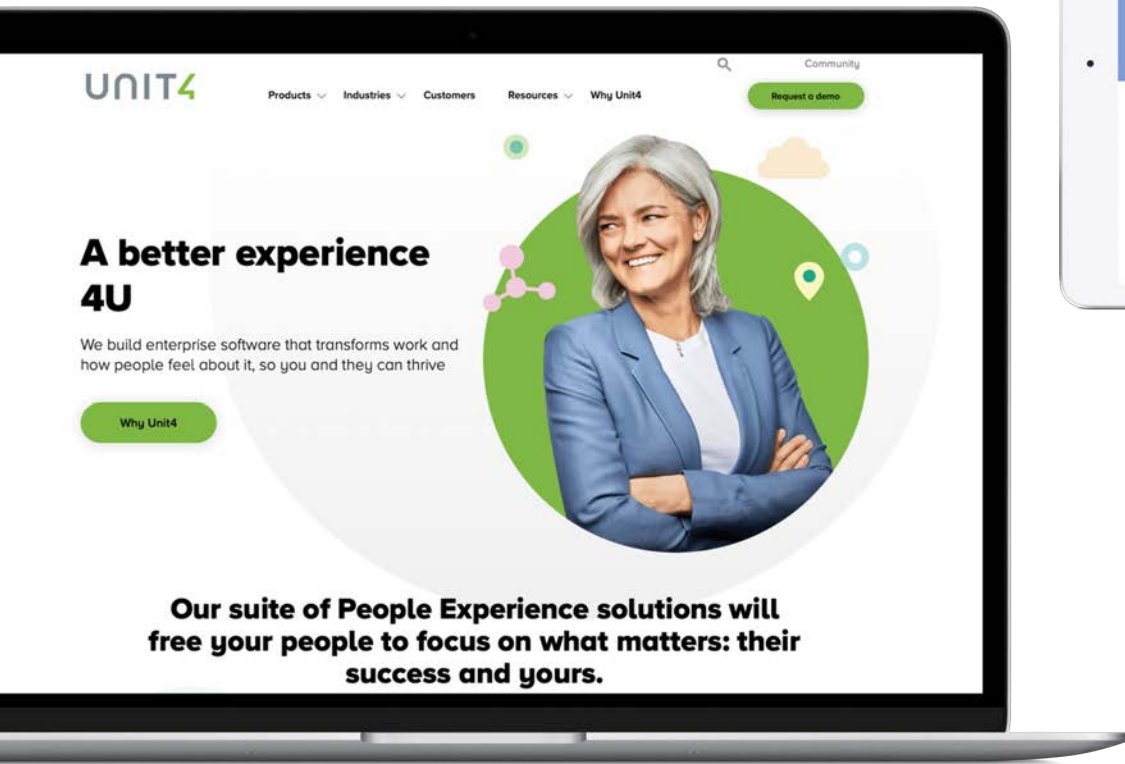 UNIT4
Products
Industries
Customers
Resources
Why Unit4
Community
Request a demo
A better experience
4U
We build enterprise software that transforms work and
how people feel about it, so you and they can thrive
Why Unit4
Our suite of People Experience solutions will
free your people to focus on what matters: their
success and yours.